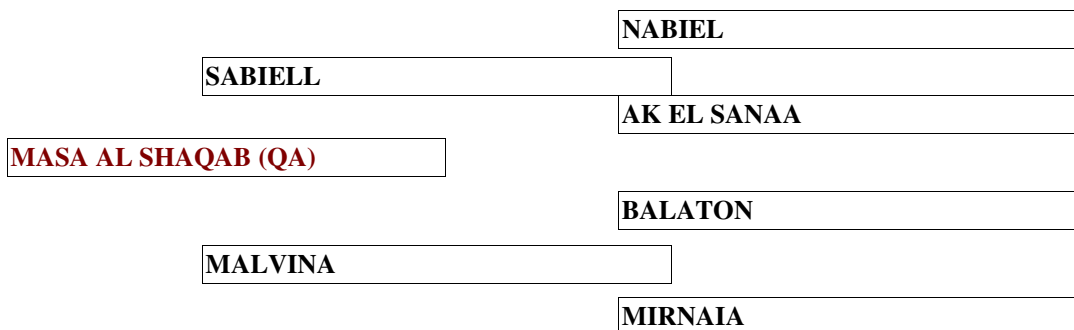 NABIEL
SABIELL
AK EL SANAA
MASA AL SHAQAB (QA)
BALATON
MALVINA
MIRNAIA